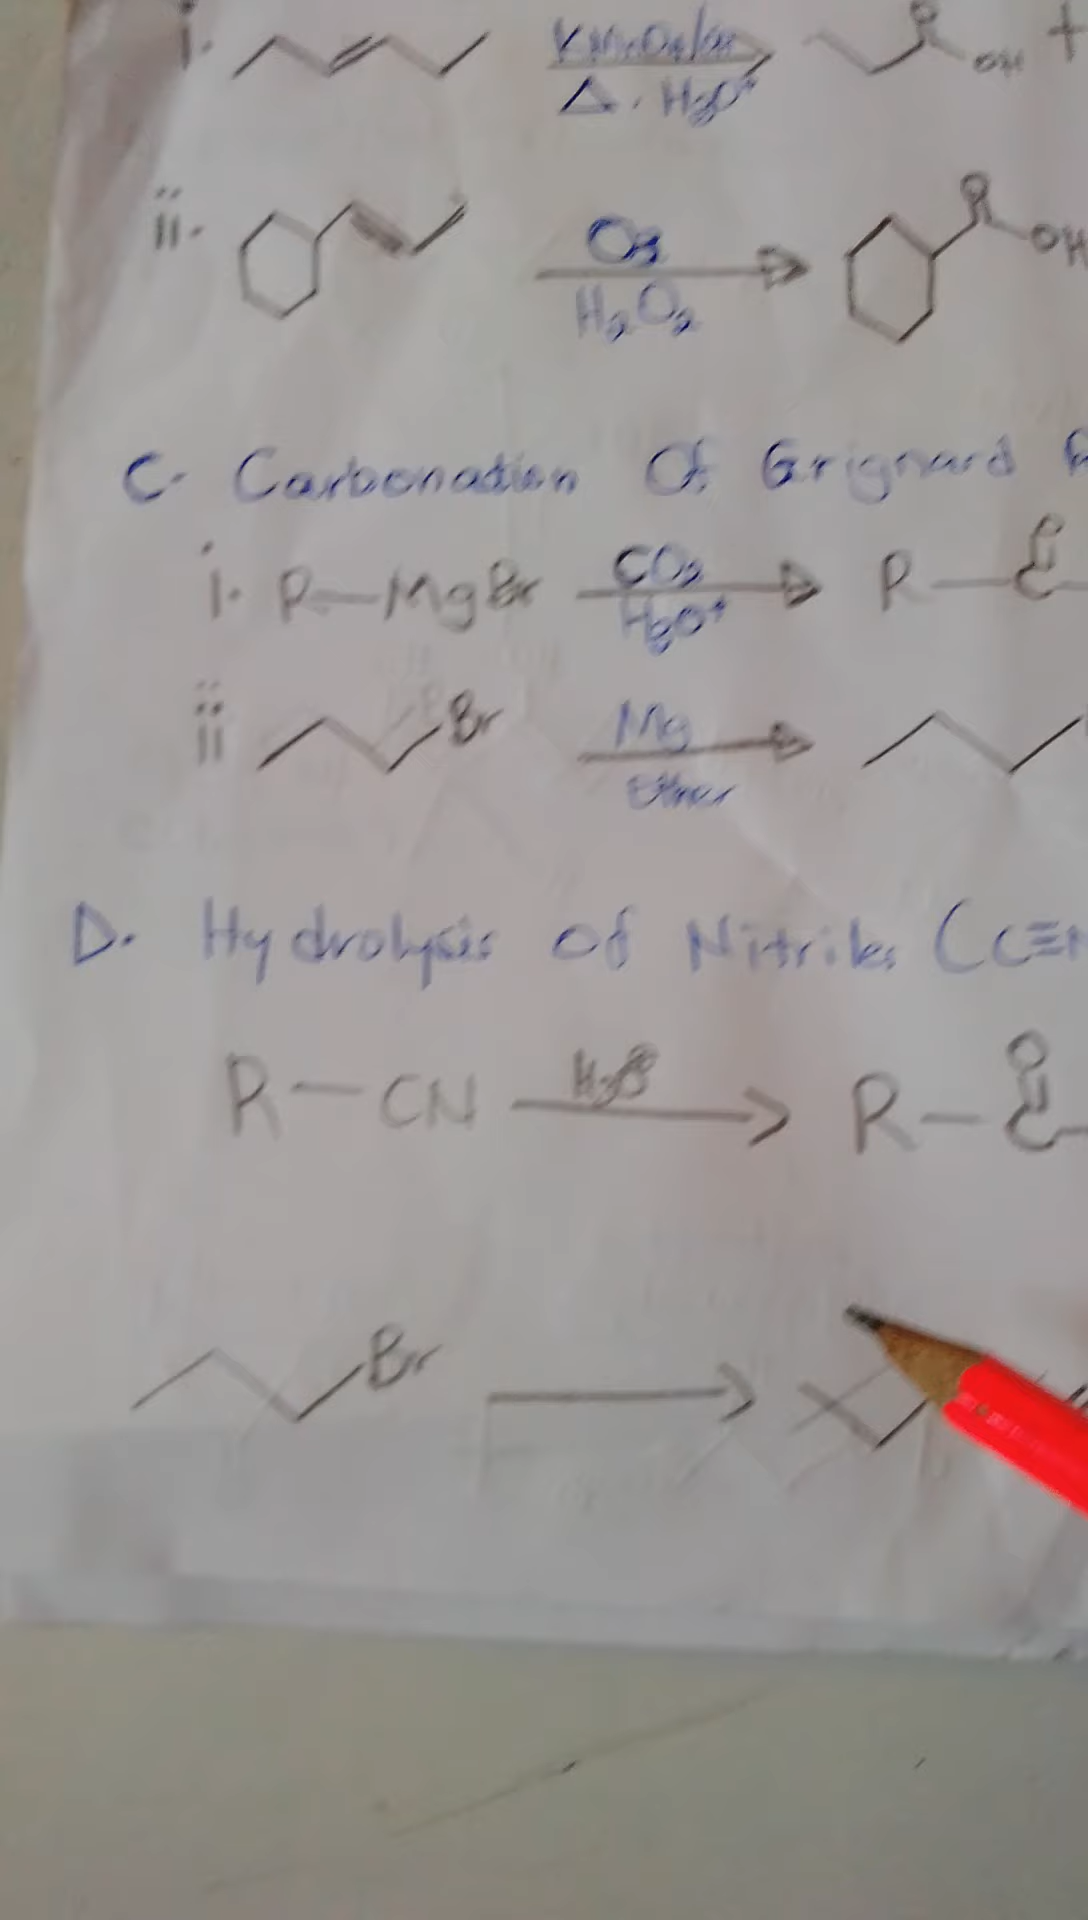 i. KMnO4/
Δ, H3O+ OH +
ii. O3
H2O2 O OH
C. Carbonation Of Grignard R
i. R—MgBr CO2 R—C
H3O+ O
ii Br Mg
Ether
D. Hydrolysis Of Nitriles (C≡N
R—CN H3O⊕ R—C
O
Br